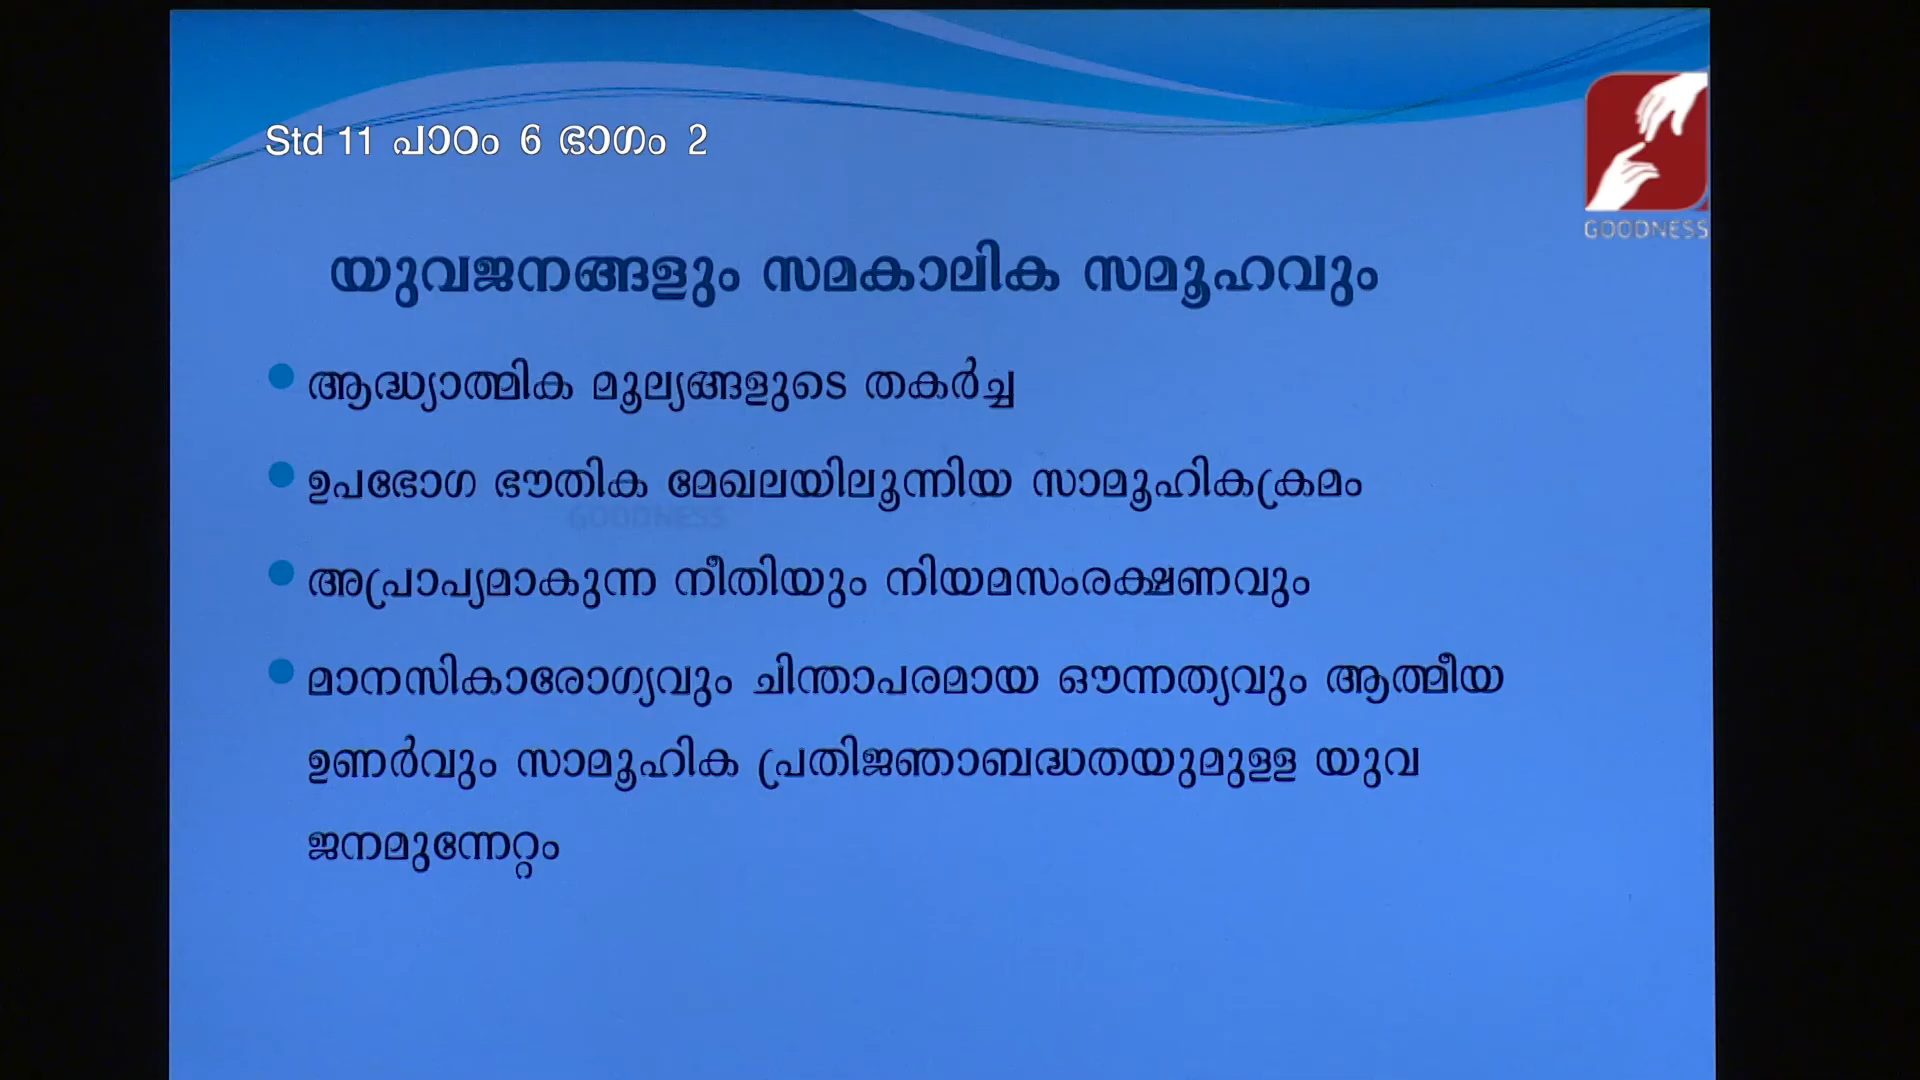 Std 11 പാഠം 6 ഭാഗം 2
GOODNESS
യുവജനങ്ങളും സമകാലിക സമൂഹവും
ആദ്ധ്യാത്മിക മൂല്യങ്ങളുടെ തകർച്ച
ഉപഭോഗ ഭൗതിക മേഖലയിലൂന്നിയ സാമൂഹികക്രമം
GOODNESS
അപ്രാപ്യമാകുന്ന നീതിയും നിയമസംരക്ഷണവും
മാനസികാരോഗ്യവും ചിന്താപരമായ ഔന്നത്യവും ആത്മീയ
ഉണർവും സാമൂഹിക പ്രതിജ്ഞാബദ്ധതയുമുള്ള യുവ
ജനമുന്നേറ്റം